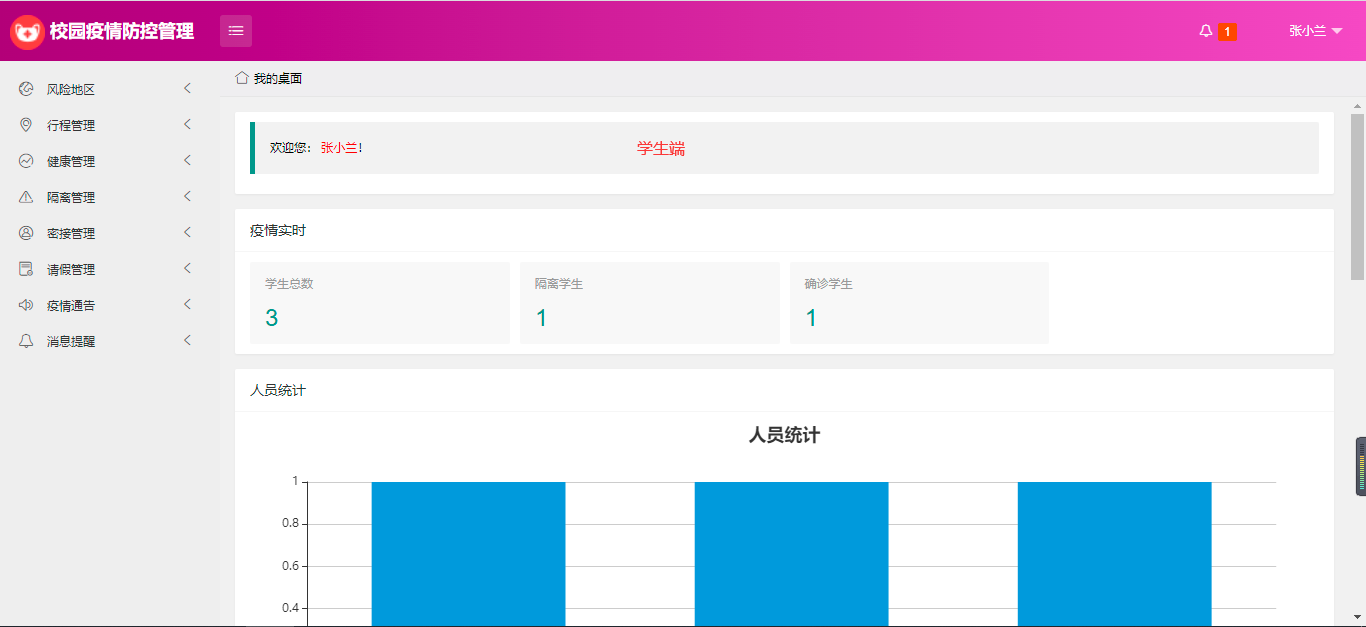 校园疫情防控管理
1
张小兰
风险地区
行程管理
健康管理
隔离管理
密接管理
请假管理
疫情通告
消息提醒
我的桌面
欢迎您：张小兰!
学生端
疫情实时
学生总数
3
隔离学生
1
确诊学生
1
人员统计
人员统计
1
0.8
0.6
0.4